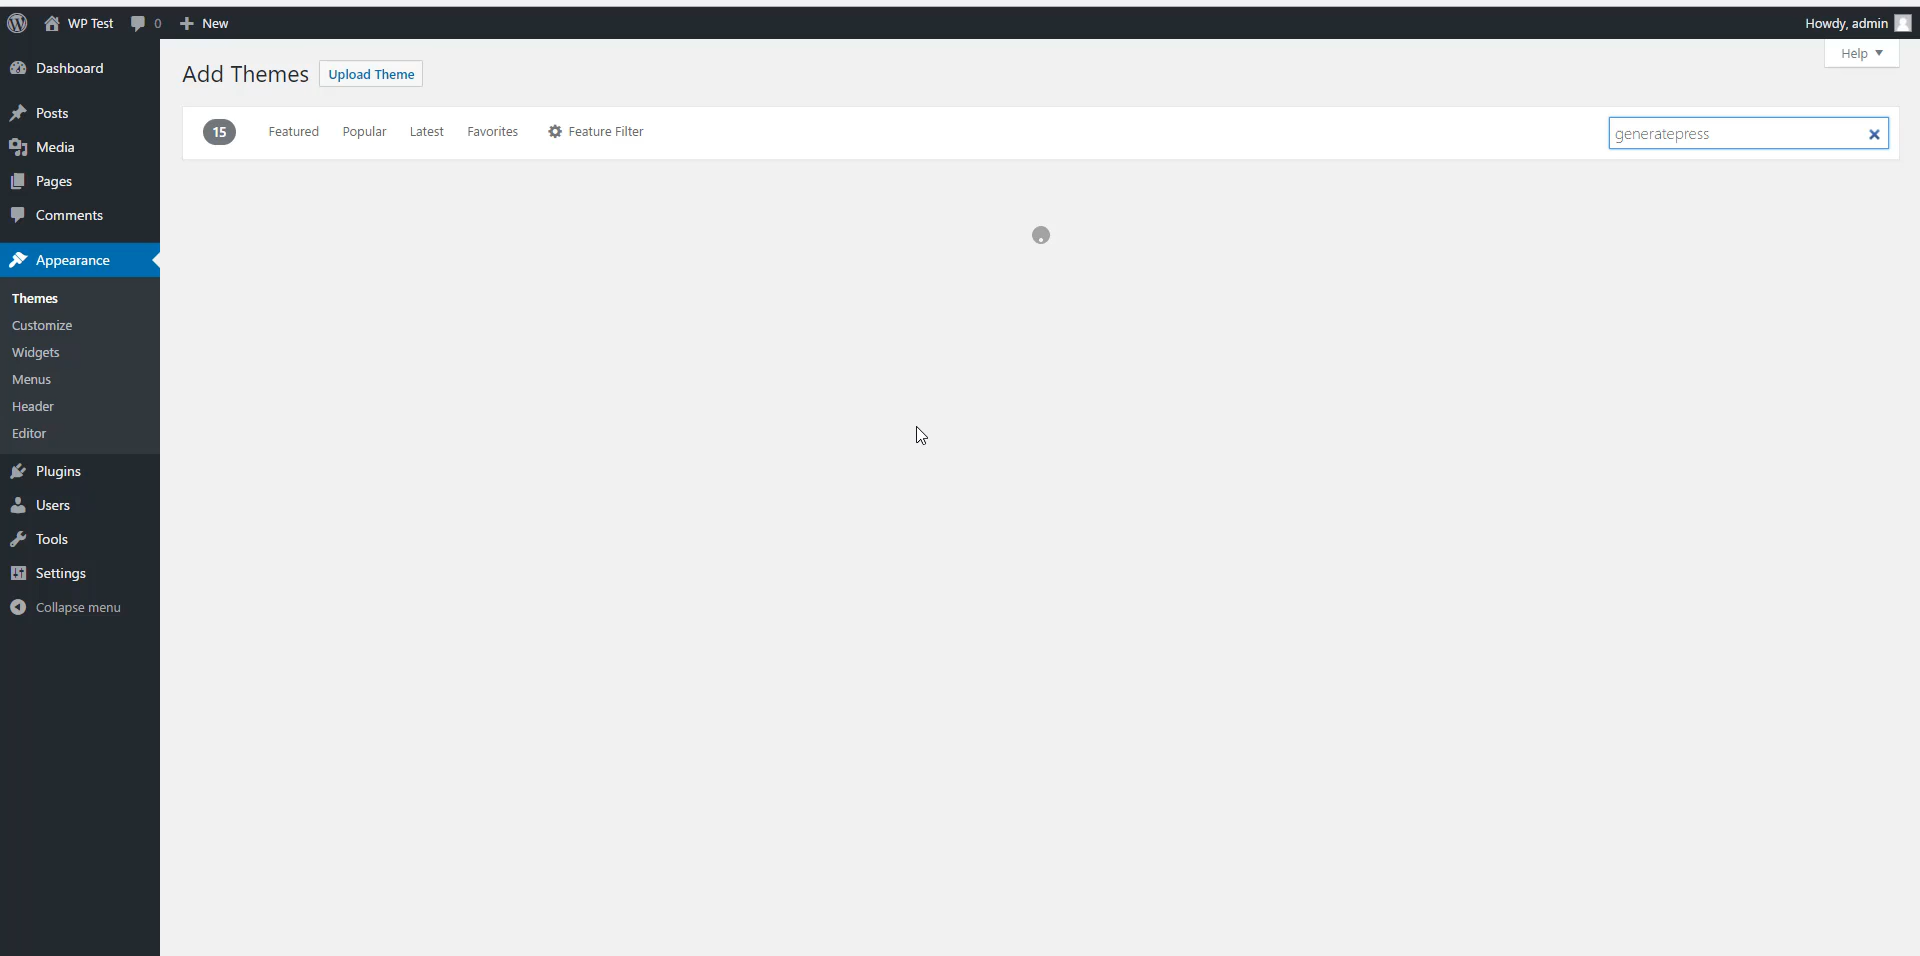 WP Test 0 New Howdy, admin
Help
Add Themes Upload Theme
15 Featured Popular Latest Favorites Feature Filter generatepress
Dashboard
Posts
Media
Pages
Comments
Appearance
Themes
Customize
Widgets
Menus
Header
Editor
Plugins
Users
Tools
Settings
Collapse menu